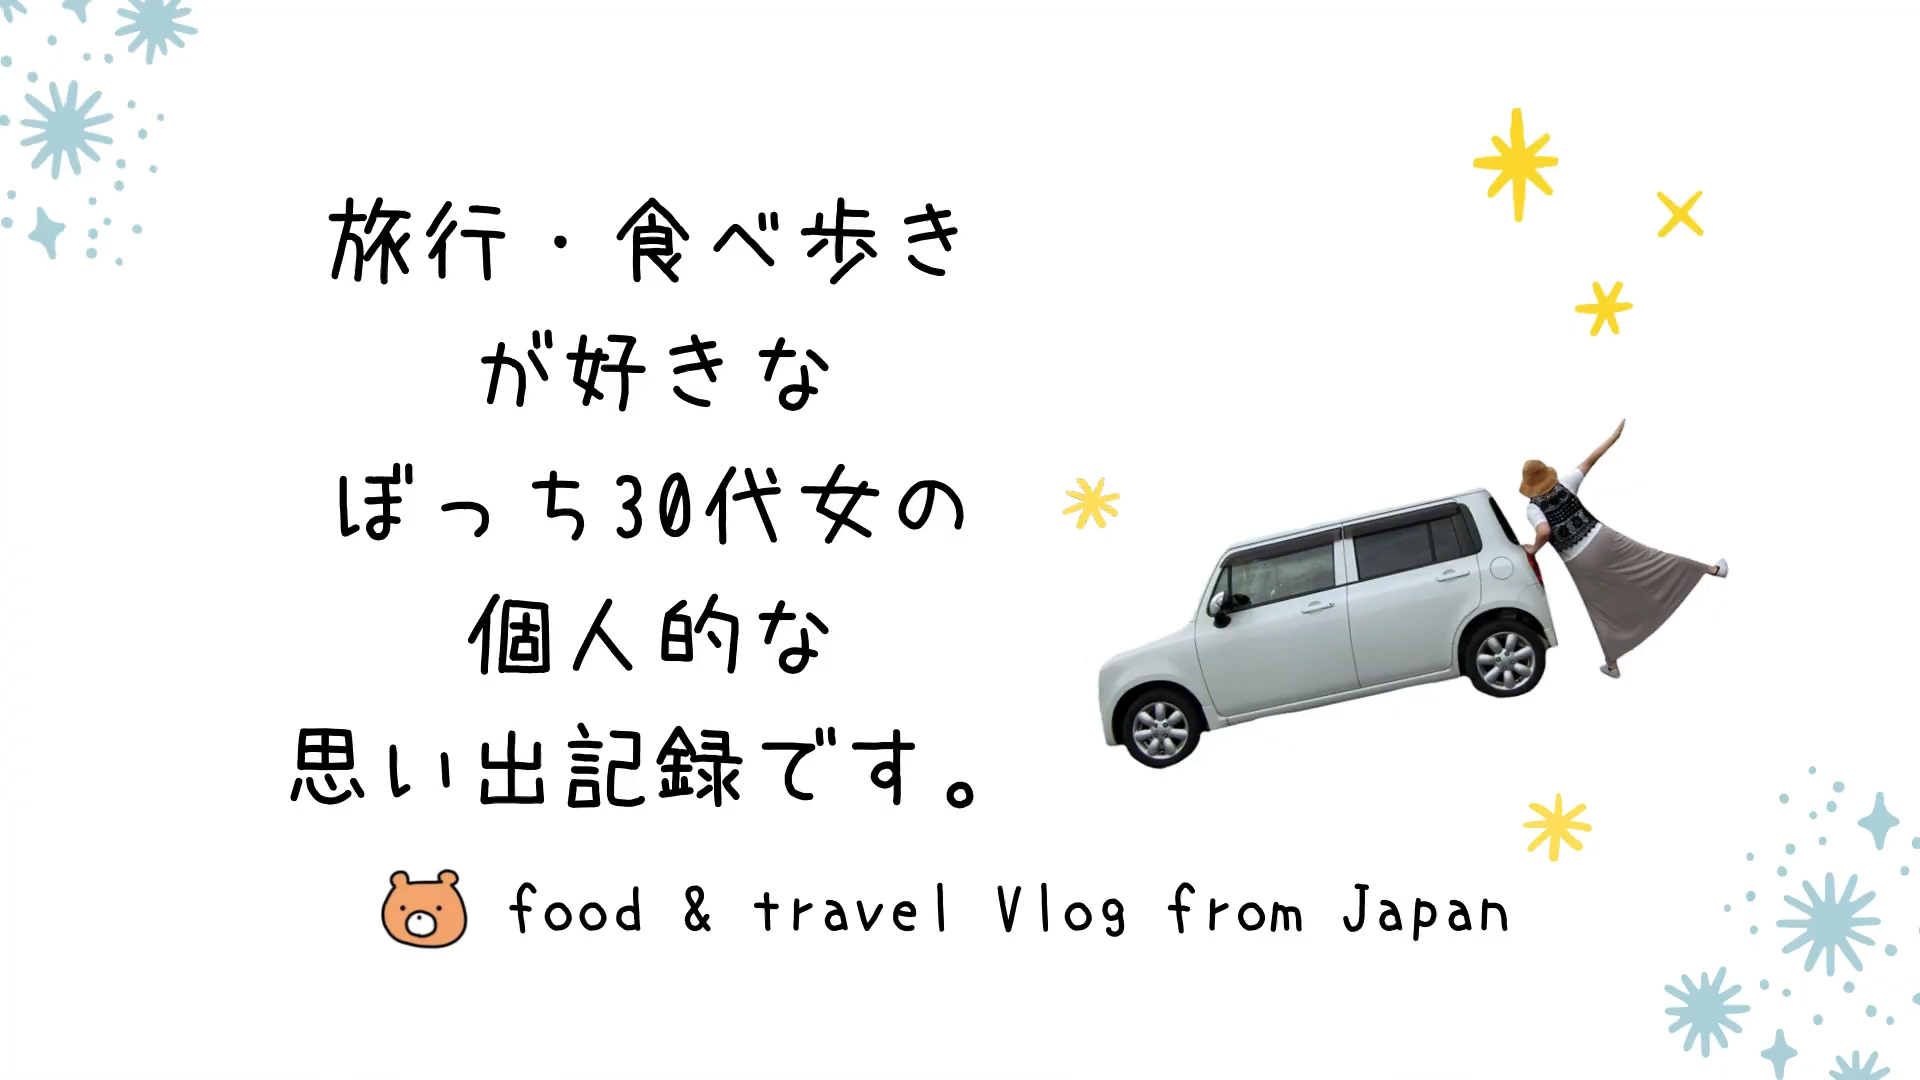 旅行・食べ歩き
が好きな
ぼっち30代女の
個人的な
思い出記録です。
food & travel Vlog from Japan